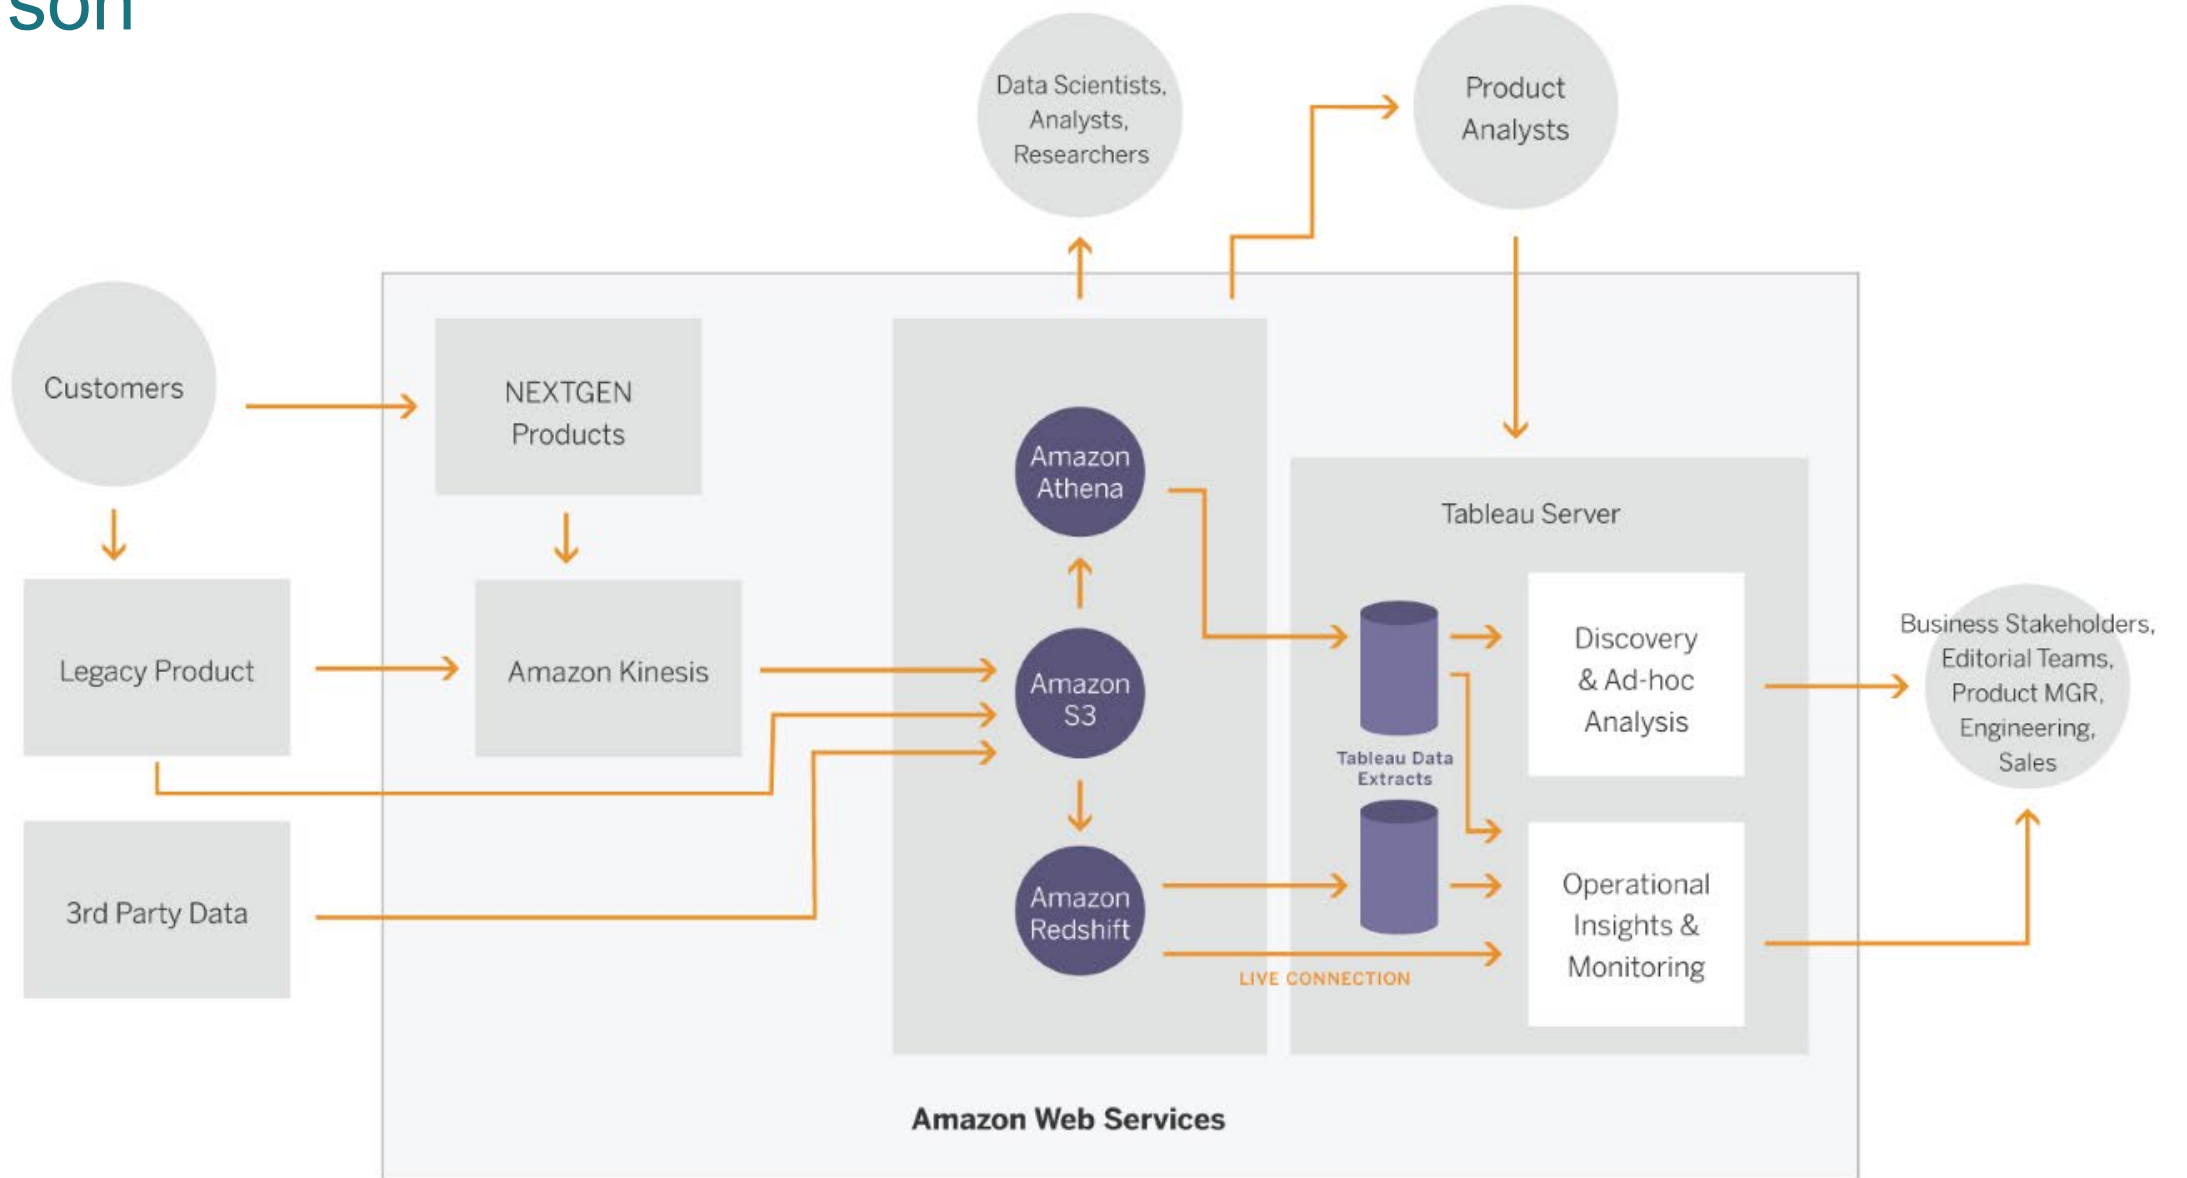 son
Data Scientists,
Analysts,
Researchers
Product
Analysts
Customers
NEXTGEN
Products
Amazon
Athena
Tableau Server
Legacy Product
Amazon Kinesis
Amazon
S3
Discovery
& Ad-hoc
Analysis
Business Stakeholders,
Editorial Teams,
Product MGR,
Engineering,
Sales
Tableau Data
Extracts
3rd Party Data
Amazon
Redshift
Operational
Insights &
Monitoring
LIVE CONNECTION
Amazon Web Services